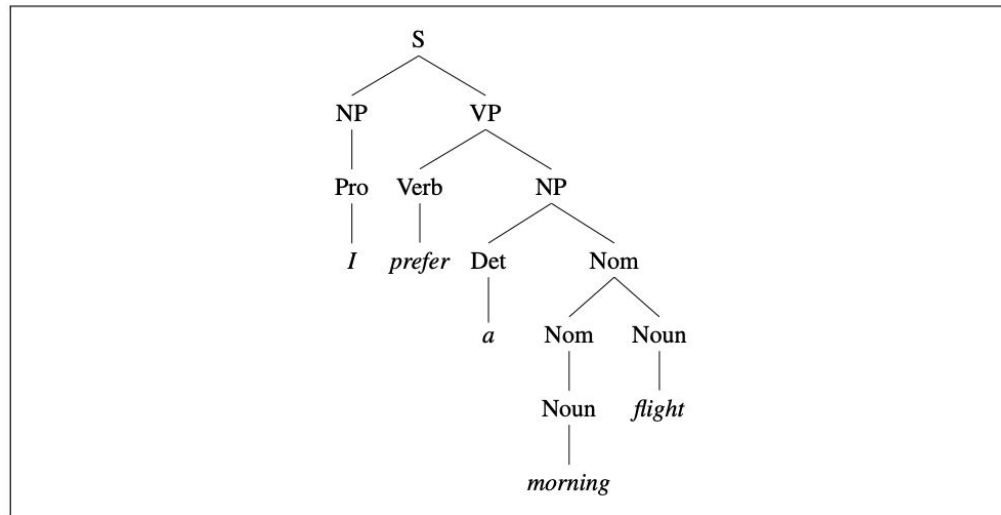 S
NP VP
Pro Verb NP
I prefer Det Nom
a Nom Noun
Noun flight
morning